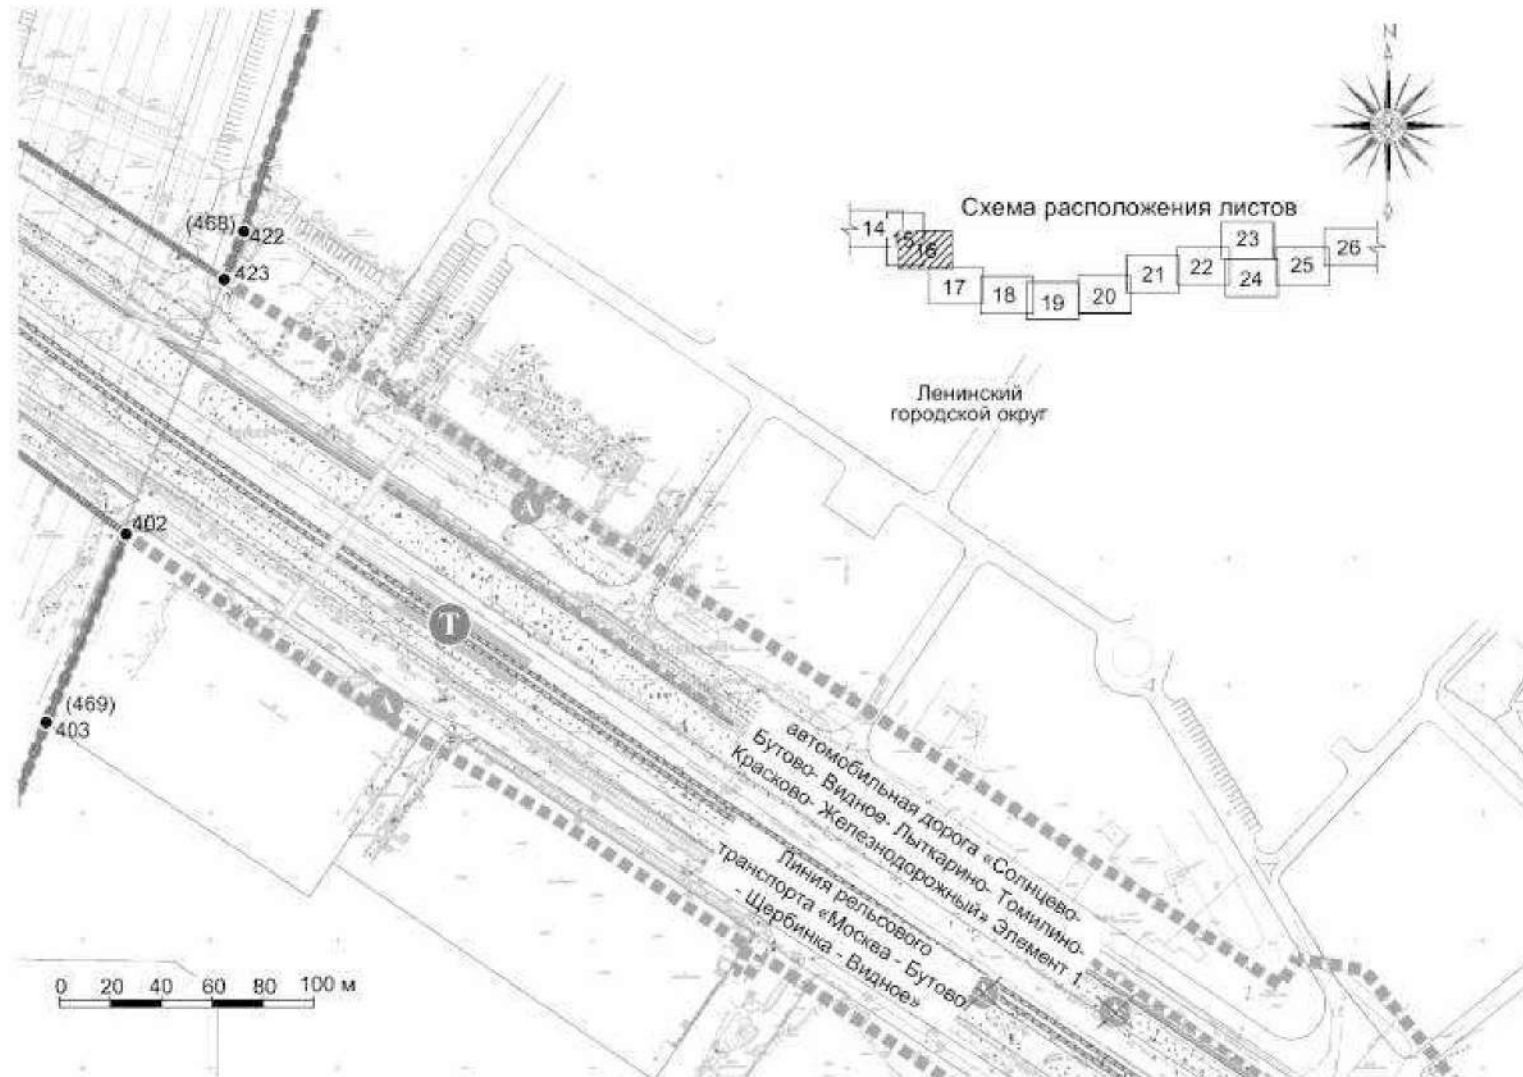 N
Схема расположения листов
14
15
16
17
18
19
20
21
22
23
24
25
26
(468)
422
423
Ленинский
городской округ
А
402
Т
(469)
403
А
автомобильная дорога «Солнцево-
Бутово- Видное- Лыткарино- Томилино-
Красково- Железнодорожный» Элемент 1.
Линия рельсового
транспорта «Москва - Бутово
- Щербинка - Видное»
0 20 40 60 80 100 м